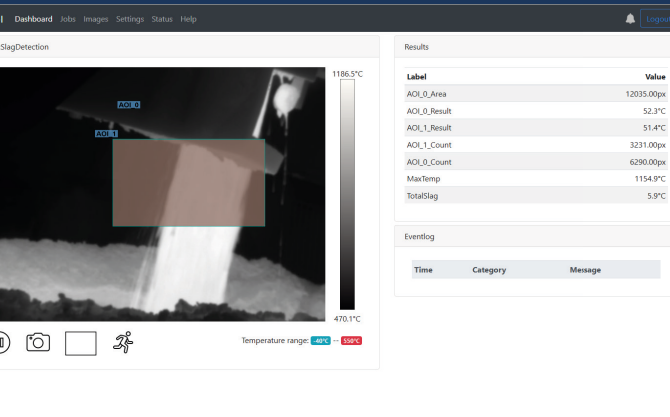 Dashboard Jobs Images Settings Status Help
Logout
SlagDetection
Results
1186.5°C
Label Value
AOI_0_Area 12035.00px
AOI_0
AOI_0_Result 52.3°C
AOI_1_Result 51.4°C
AOI_1
AOI_1_Count 3231.00px
AOI_0_Count 6290.00px
MaxTemp 1154.9°C
TotalSlag 5.9°C
Eventlog
Time Category Message
470.1°C
Temperature range: -40°C — 550°C